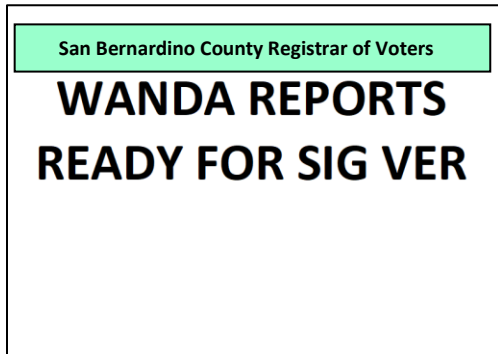 San Bernardino County Registrar of Voters
WANDA REPORTS
READY FOR SIG VER